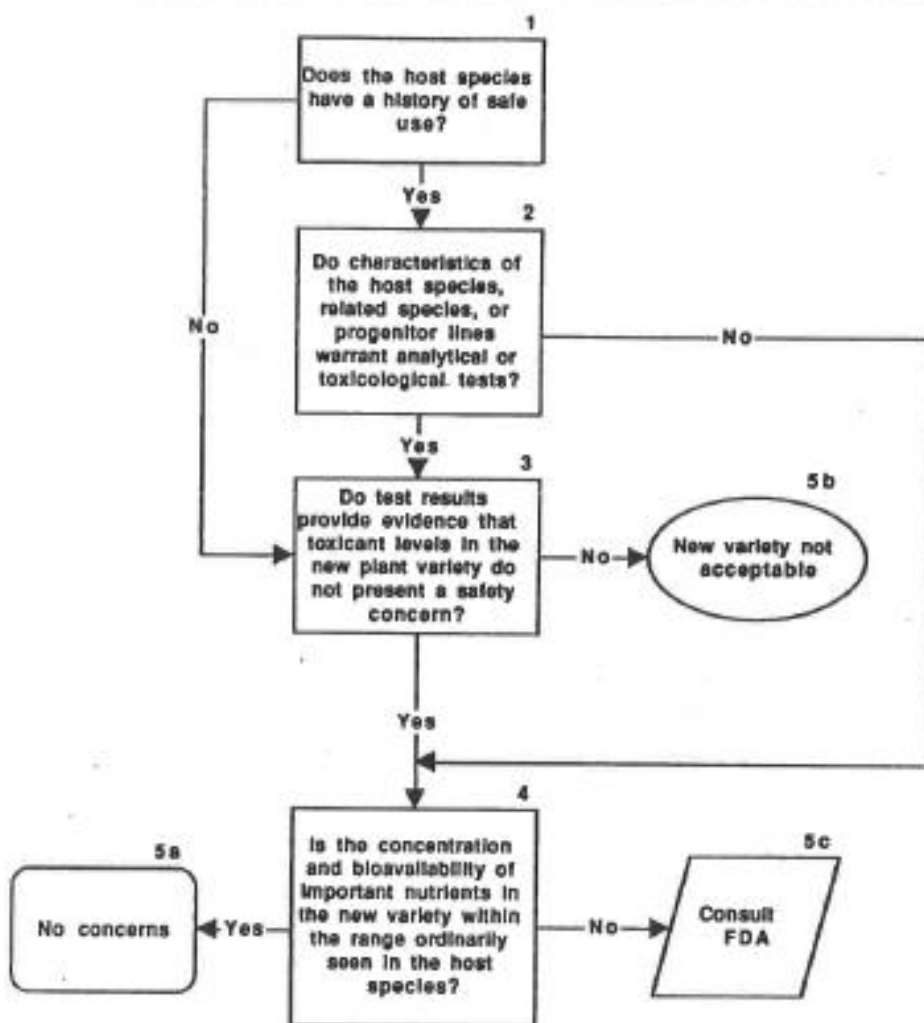 1
Does the host species
have a history of safe
use?
Yes
2
Do characteristics of
the host species,
related species, or
progenitor lines
warrant analytical or
toxicological tests?
No
No
Yes
3
Do test results
provide evidence that
toxicant levels in the
new plant variety do
not present a safety
concern?
No
5b
New variety not
acceptable
Yes
4
Is the concentration
and bioavailability of
important nutrients in
the new variety within
the range ordinarily
seen in the host
species?
5a
No concerns
Yes
No
5c
Consult
FDA